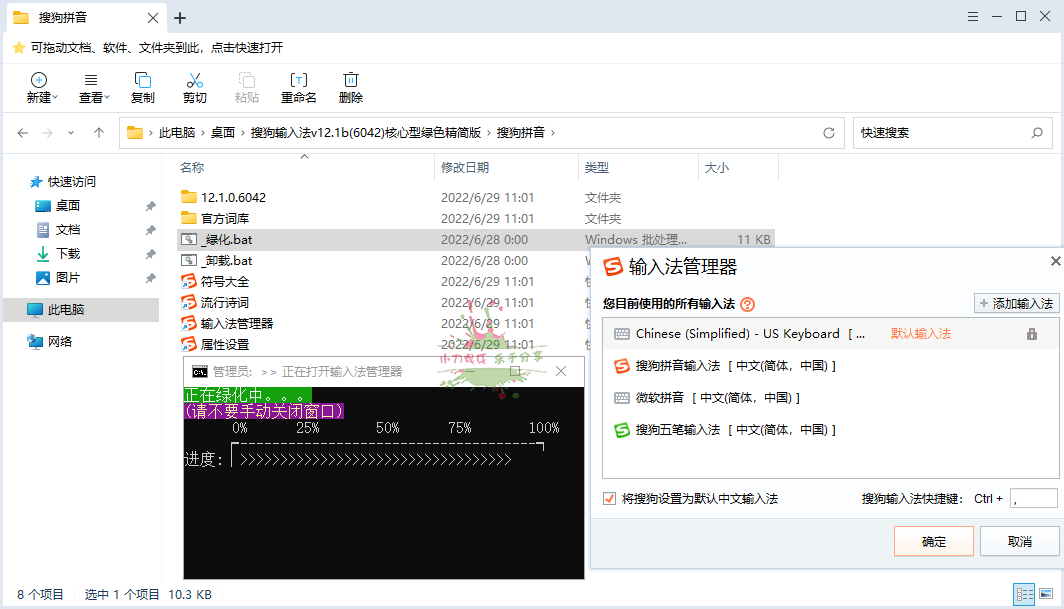 搜狗拼音
可拖动文档、软件、文件夹到此，点击快速打开
新建 查看 复制 剪切 粘贴 重命名 删除
此电脑 › 桌面 › 搜狗输入法v12.1b(6042)核心型绿色精简版 › 搜狗拼音 ›
快速搜索
名称 修改日期 类型 大小
快速访问
桌面
文档
下载
图片
此电脑
网络
12.1.0.6042 2022/6/29 11:01 文件夹
官方词库 2022/6/29 11:01 文件夹
_绿化.bat 2022/6/28 0:00 Windows 批处理... 11 KB
_卸载.bat 2022/6/28 0:00
符号大全 2022/6/29 11:01
流行诗词 2022/6/29 11:01
输入法管理器 2022/6/29 11:01
属性设置 2022/6/29 11:01
小刀娱乐 乐于分享
管理员: >> 正在打开输入法管理器
正在绿化中。。。
(请不要手动关闭窗口)
0% 25% 50% 75% 100%
进度: >>>>>>>>>>>>>>>>>>>>>>>>>>>>>>>>>>
输入法管理器
您目前使用的所有输入法
+ 添加输入法
Chinese (Simplified) - US Keyboard [ ... 默认输入法
搜狗拼音输入法 [ 中文(简体，中国) ]
微软拼音 [ 中文(简体，中国) ]
搜狗五笔输入法 [ 中文(简体，中国) ]
将搜狗设置为默认中文输入法
搜狗输入法快捷键: Ctrl + ,
确定 取消
8 个项目 选中 1 个项目 10.3 KB